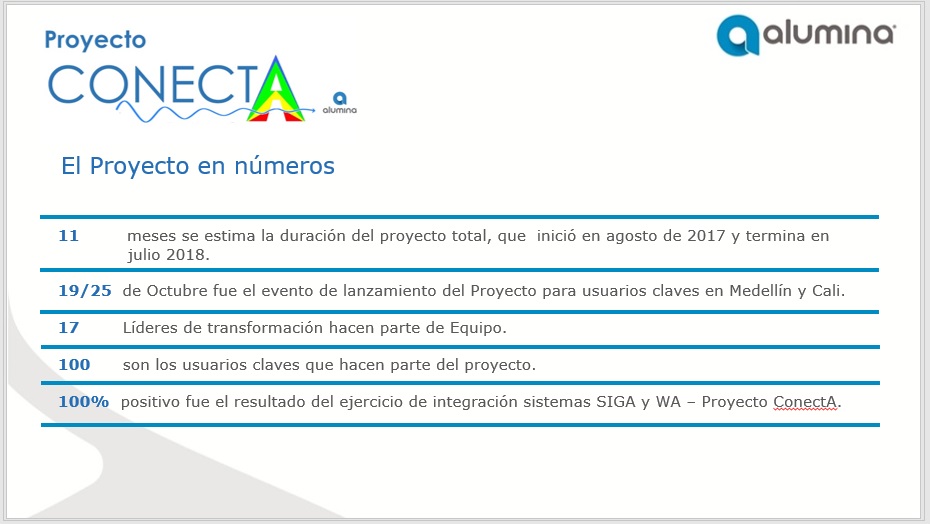 Proyecto
CONECTA
alumina
alumina
El Proyecto en números
11 meses se estima la duración del proyecto total, que inició en agosto de 2017 y termina en
julio 2018.
19/25 de Octubre fue el evento de lanzamiento del Proyecto para usuarios claves en Medellín y Cali.
17 Líderes de transformación hacen parte de Equipo.
100 son los usuarios claves que hacen parte del proyecto.
100% positivo fue el resultado del ejercicio de integración sistemas SIGA y WA – Proyecto ConectA.